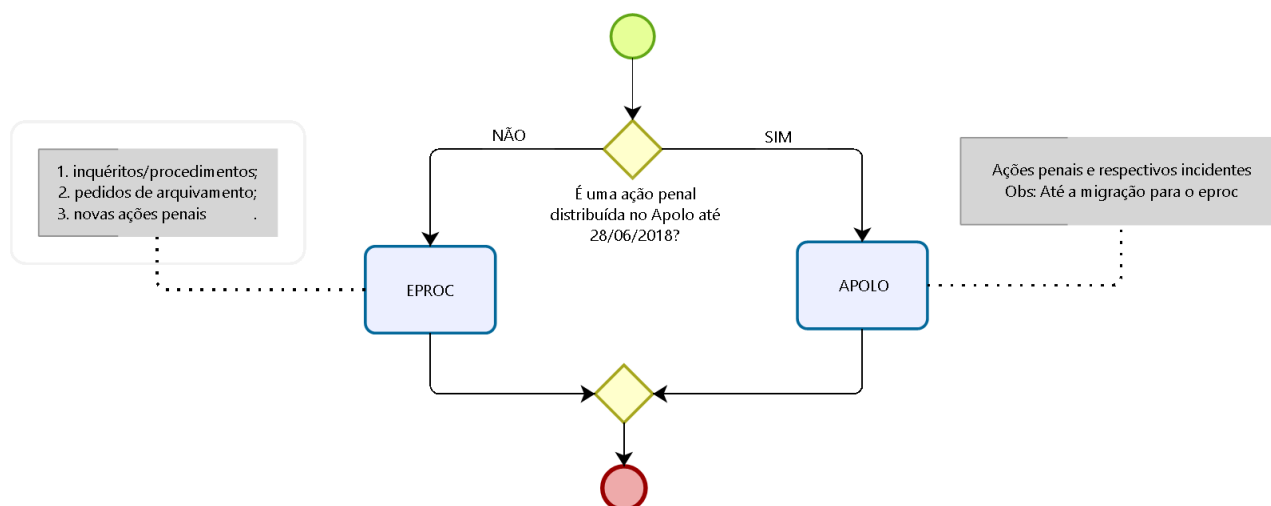 NÃO
SIM
É uma ação penal
distribuída no Apolo até
28/06/2018?
1. inquéritos/procedimentos;
2. pedidos de arquivamento;
3. novas ações penais .
Ações penais e respectivos incidentes
Obs: Até a migração para o eproc
EPROC
APOLO